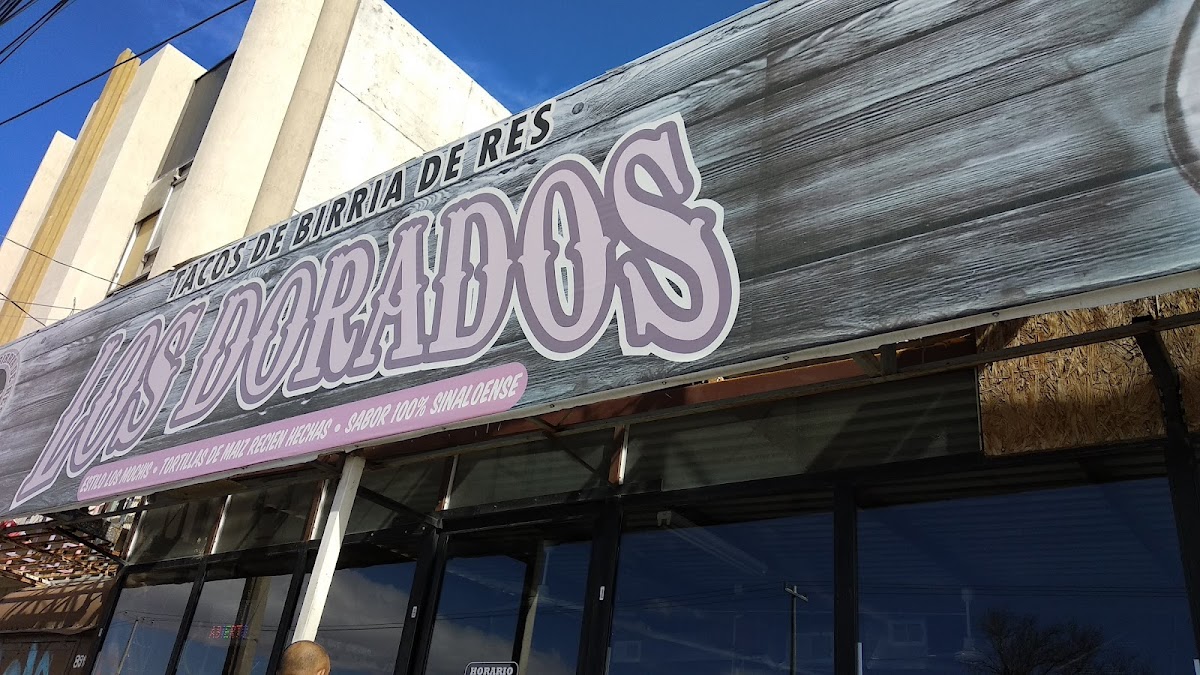 TACOS DE BIRRIA DE RES
LOS DORADOS
ESTILO LOS MOCHIS • TORTILLAS DE MAIZ RECIEN HECHAS • SABOR 100% SINALOENSE
ABIERTO
HORARIO